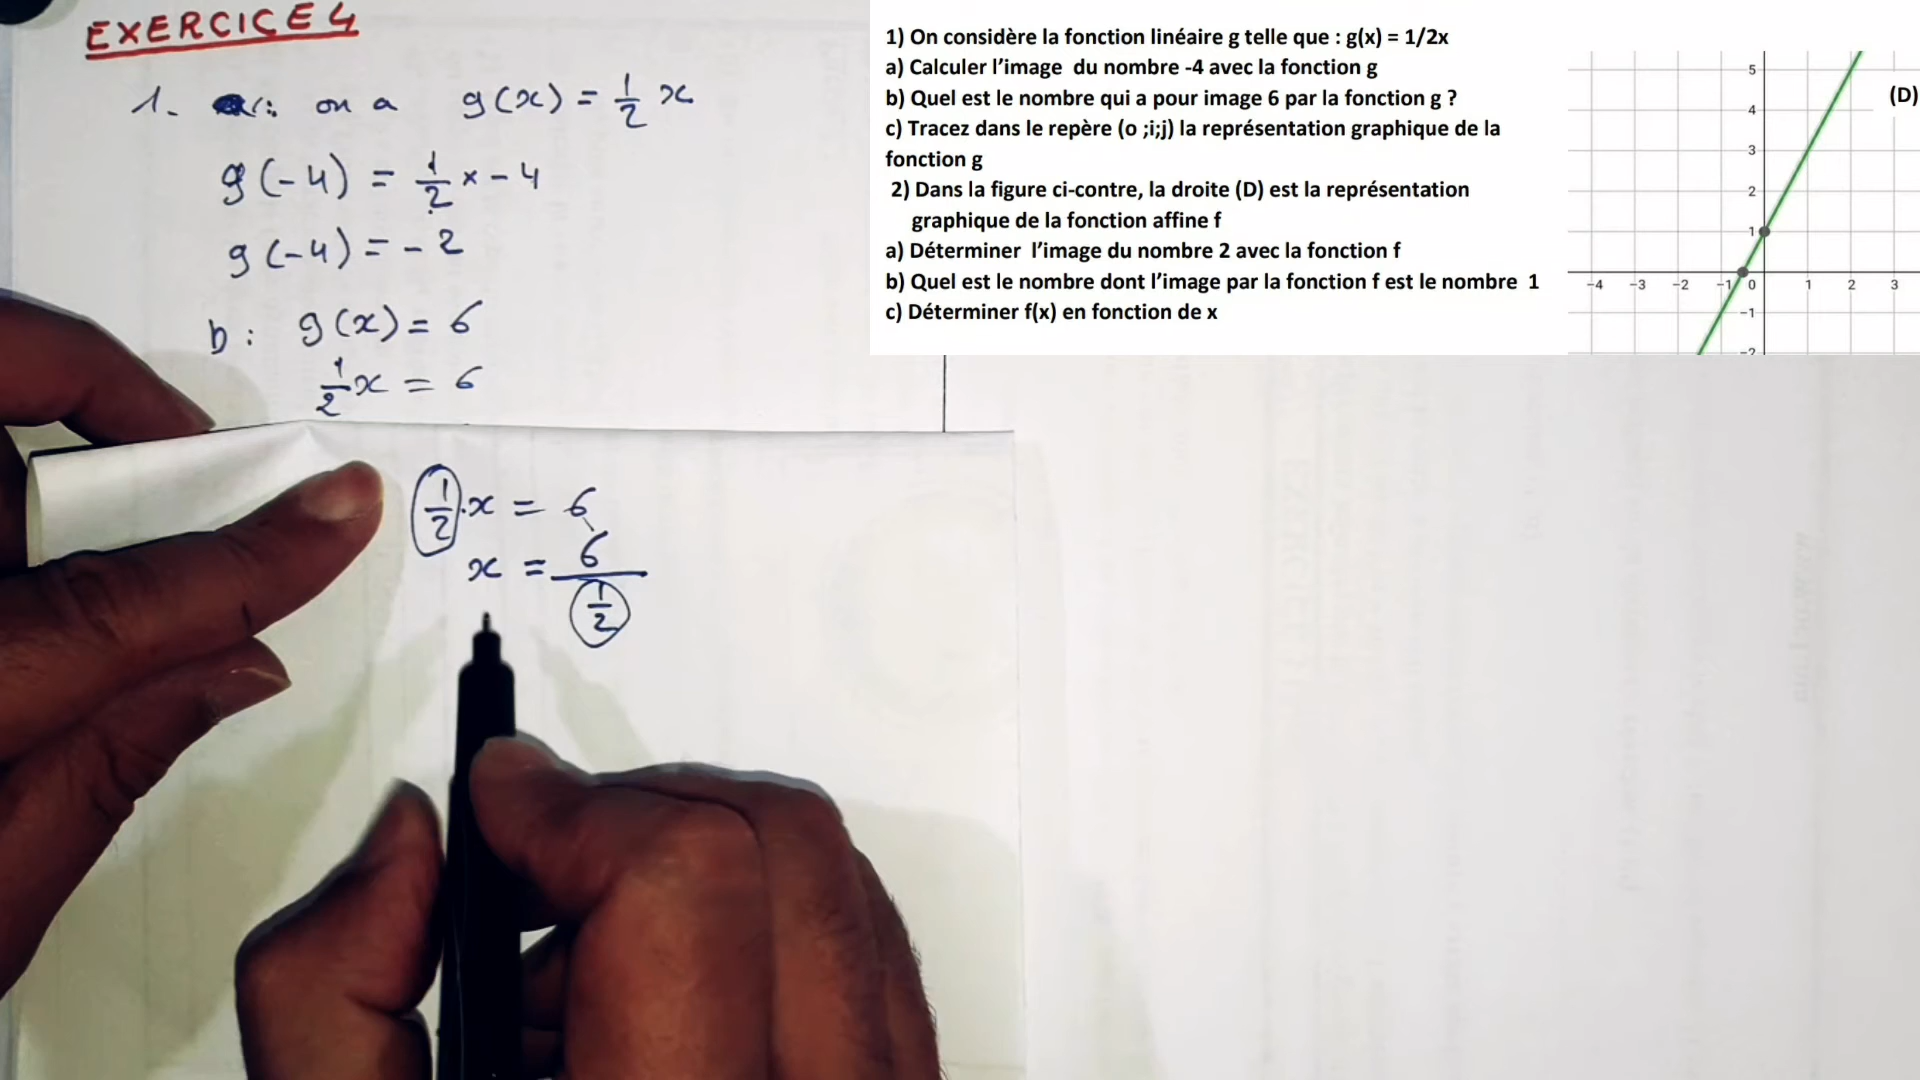 EXERCICE 4
1. on a g(x) = 1/2 x
g(-4) = 1/2 x - 4
g(-4) = - 2
b : g(x) = 6
1/2 x = 6
1/2 · x = 6
x = 6 / (1/2)
1) On considère la fonction linéaire g telle que : g(x) = 1/2x
a) Calculer l’image du nombre -4 avec la fonction g
b) Quel est le nombre qui a pour image 6 par la fonction g ?
c) Tracez dans le repère (o ;i;j) la représentation graphique de la
fonction g
2) Dans la figure ci-contre, la droite (D) est la représentation
graphique de la fonction affine f
a) Déterminer l’image du nombre 2 avec la fonction f
b) Quel est le nombre dont l’image par la fonction f est le nombre 1
c) Déterminer f(x) en fonction de x
5
(D)
4
3
2
1
-4 -3 -2 -1 0 1 2 3
-1
-2